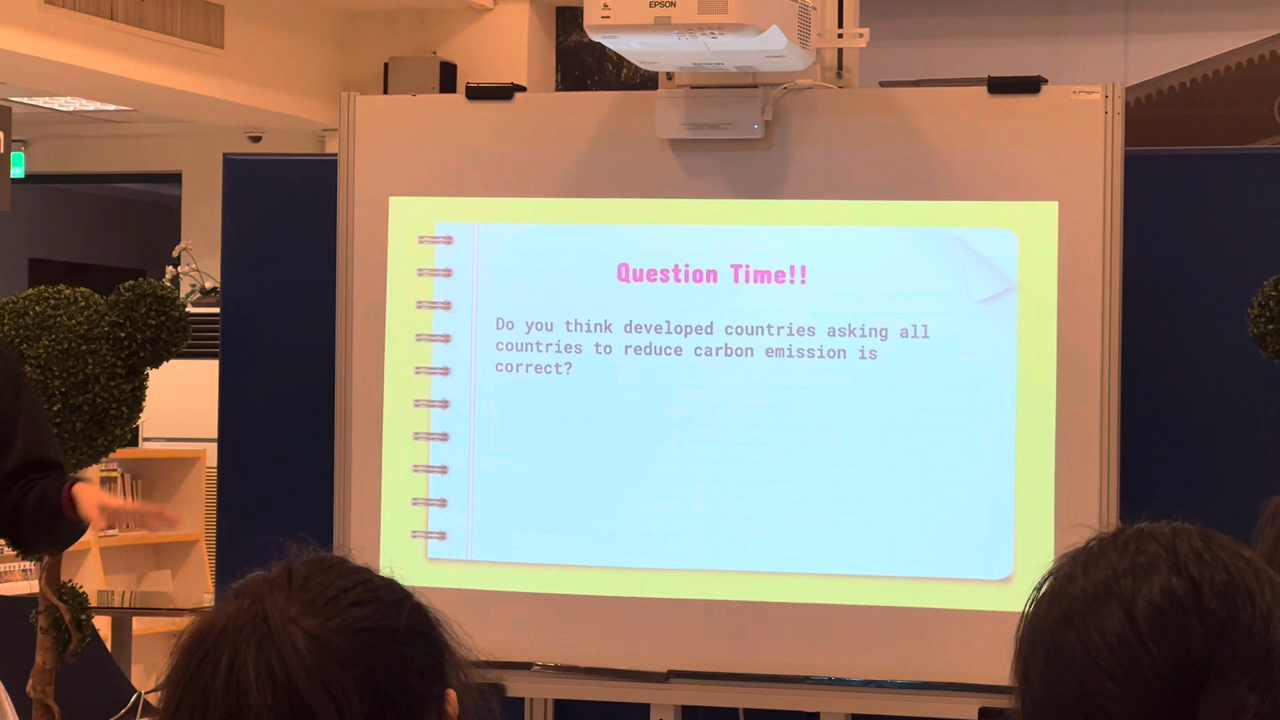 EPSON
Question Time!!
Do you think developed countries asking all
countries to reduce carbon emission is
correct?